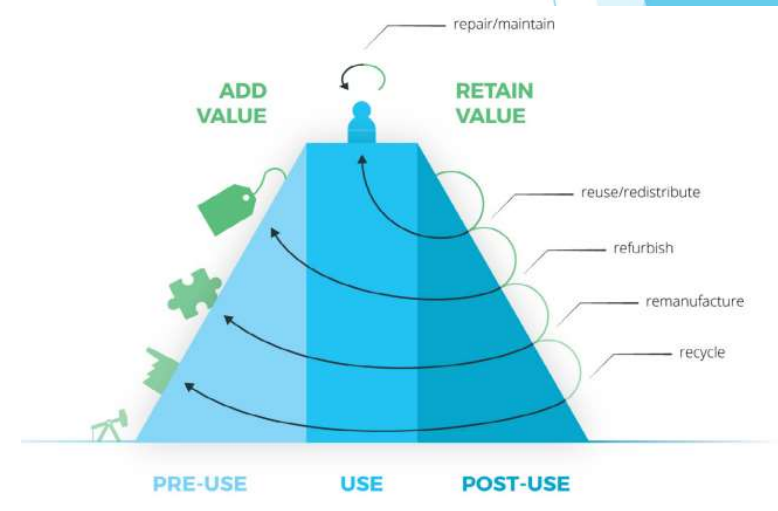 repair/maintain
ADD
VALUE
RETAIN
VALUE
reuse/redistribute
refurbish
remanufacture
recycle
PRE-USE
USE
POST-USE